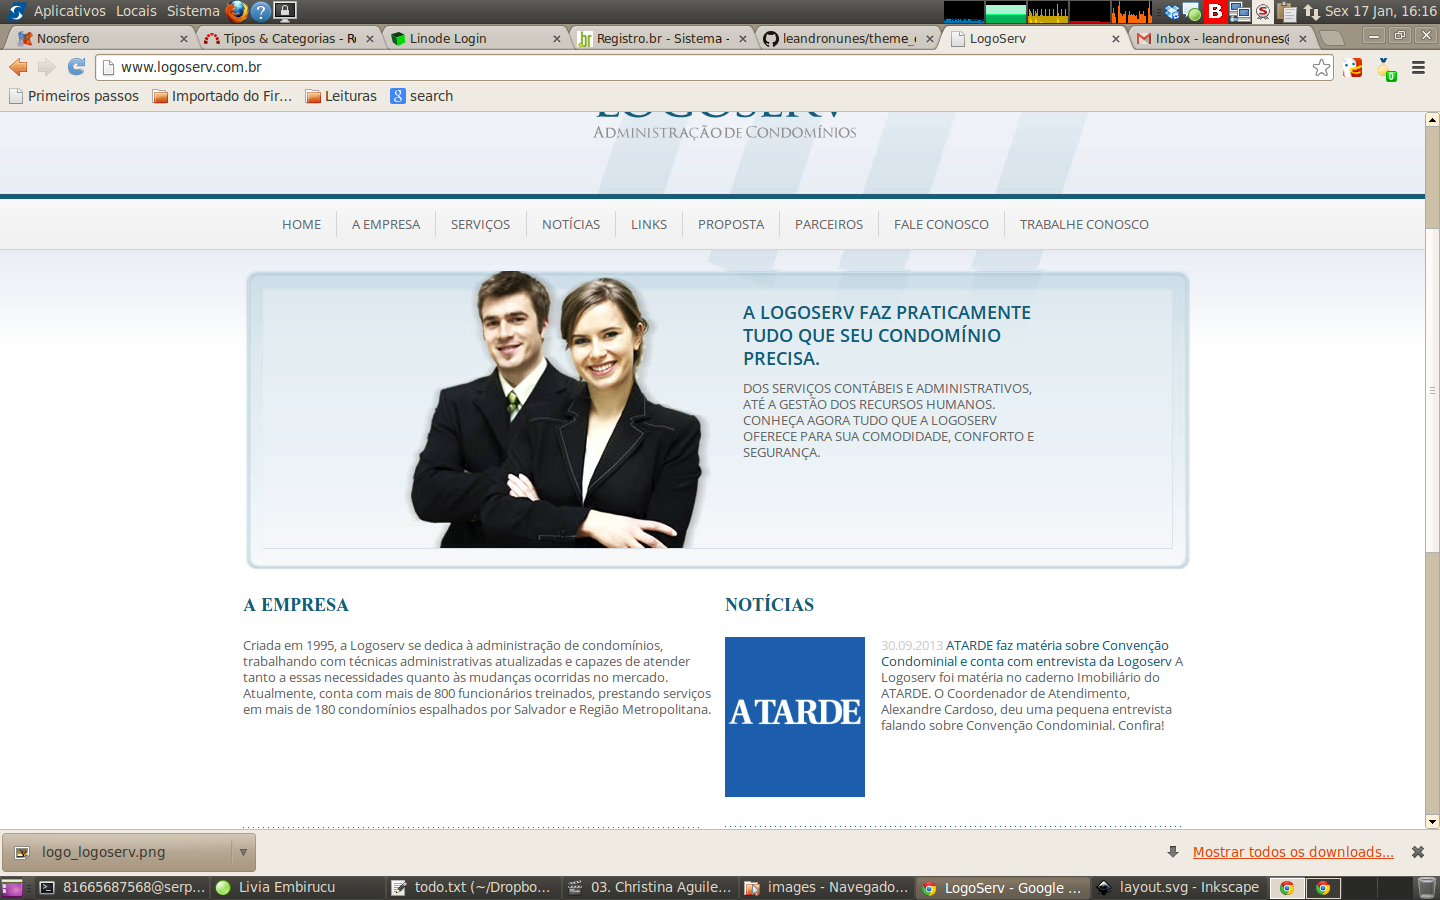 Aplicativos Locais Sistema
Sex 17 Jan, 16:16
Noosfero
Tipos & Categorias - Re
Linode Login
Registro.br - Sistema -
leandronunes/theme_
LogoServ
Inbox - leandronunes@
www.logoserv.com.br
Primeiros passos
Importado do Fir...
Leituras
search
LOGOSERV
ADMINISTRAÇÃO DE CONDOMÍNIOS
HOME
A EMPRESA
SERVIÇOS
NOTÍCIAS
LINKS
PROPOSTA
PARCEIROS
FALE CONOSCO
TRABALHE CONOSCO
A LOGOSERV FAZ PRATICAMENTE
TUDO QUE SEU CONDOMÍNIO
PRECISA.
DOS SERVIÇOS CONTÁBEIS E ADMINISTRATIVOS,
ATÉ A GESTÃO DOS RECURSOS HUMANOS.
CONHEÇA AGORA TUDO QUE A LOGOSERV
OFERECE PARA SUA COMODIDADE, CONFORTO E
SEGURANÇA.
A EMPRESA
Criada em 1995, a Logoserv se dedica à administração de condomínios,
trabalhando com técnicas administrativas atualizadas e capazes de atender
tanto a essas necessidades quanto às mudanças ocorridas no mercado.
Atualmente, conta com mais de 800 funcionários treinados, prestando serviços
em mais de 180 condomínios espalhados por Salvador e Região Metropolitana.
NOTÍCIAS
A TARDE
30.09.2013 ATARDE faz matéria sobre Convenção
Condominial e conta com entrevista da Logoserv A
Logoserv foi matéria no caderno Imobiliário do
ATARDE. O Coordenador de Atendimento,
Alexandre Cardoso, deu uma pequena entrevista
falando sobre Convenção Condominial. Confira!
logo_logoserv.png
Mostrar todos os downloads...
81665687568@serp...
Livia Embirucu
todo.txt (~/Dropbo...
03. Christina Aguile...
images - Navegado...
LogoServ - Google ...
layout.svg - Inkscape